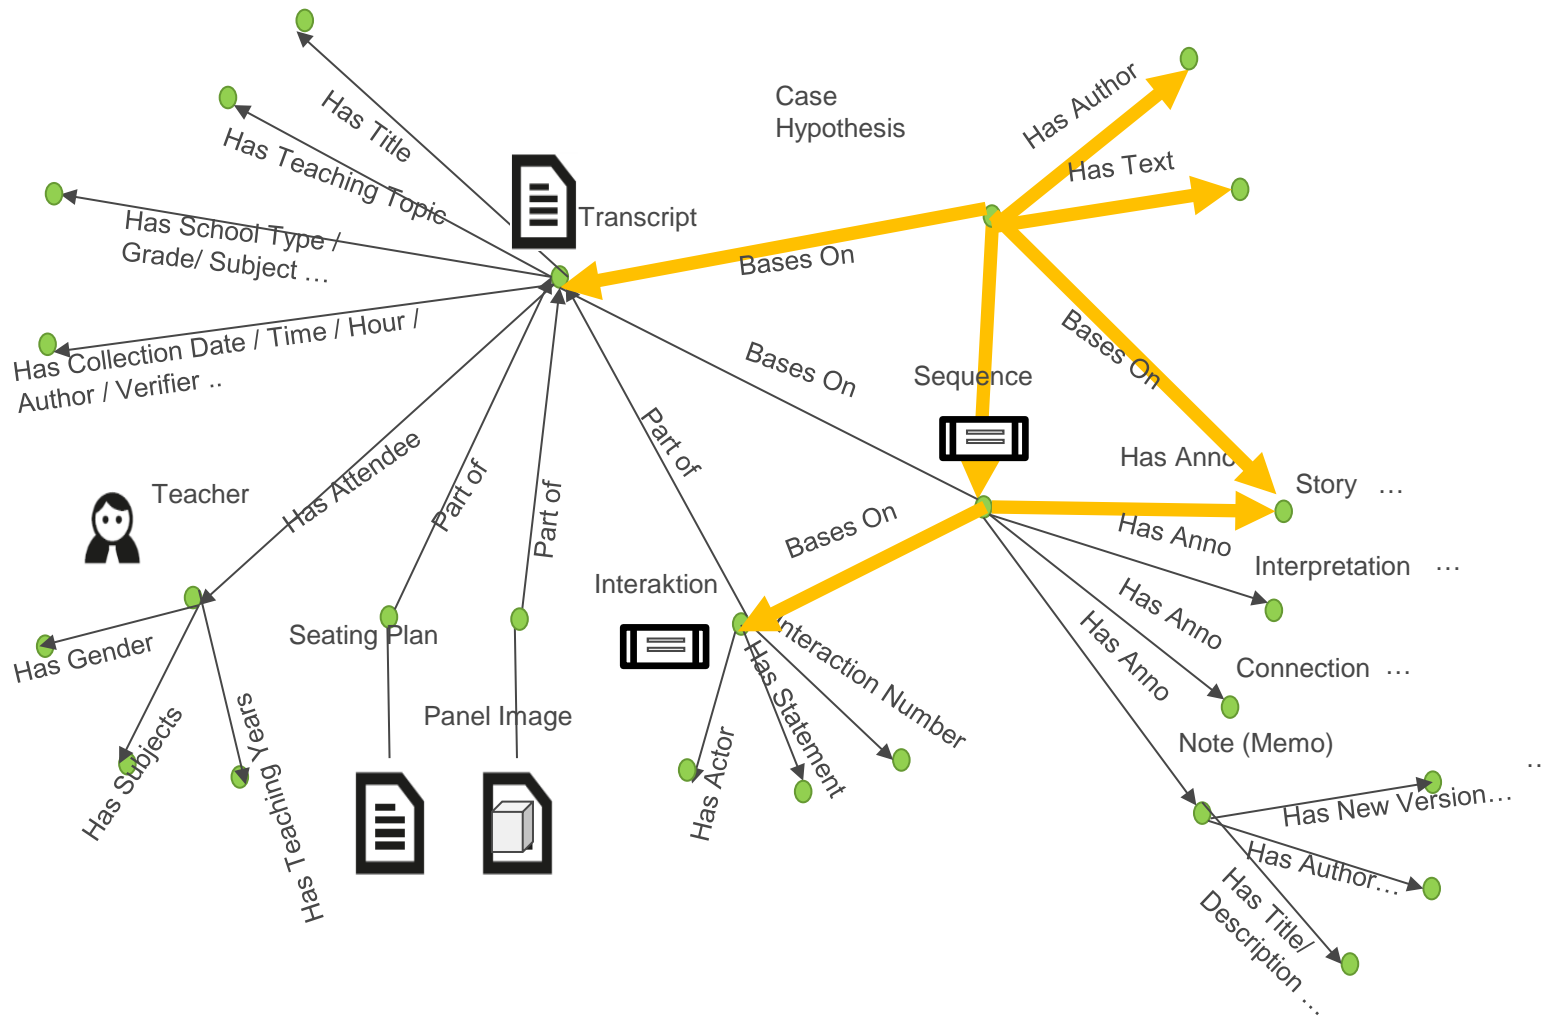 Has Title
Has Teaching Topic
Has School Type /
Grade/ Subject …
Has Collection Date / Time / Hour /
Author / Verifier ..
Transcript
Case
Hypothesis
Has Author
Has Text
Bases On
Bases On
Bases On
Sequence
Has Anno
Story …
Has Anno
Interpretation …
Has Anno
Connection …
Has Anno
Note (Memo)
..
Has New Version…
Has Author…
Has Title/
Description …
Bases On
Part of
Interaktion
Interaction Number
Has Statement
Has Actor
Has Attendee
Part of
Part of
Teacher
Seating Plan
Panel Image
Has Gender
Has Subjects
Has Teaching Years